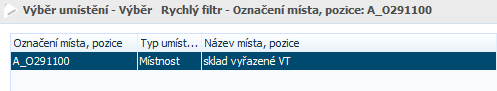 Výběr umístění - Výběr Rychlý filtr - Označení místa, pozice: A_O291100
Označení místa, pozice Typ umíst... Název místa, pozice
A_O291100 Místnost sklad vyřazené VT